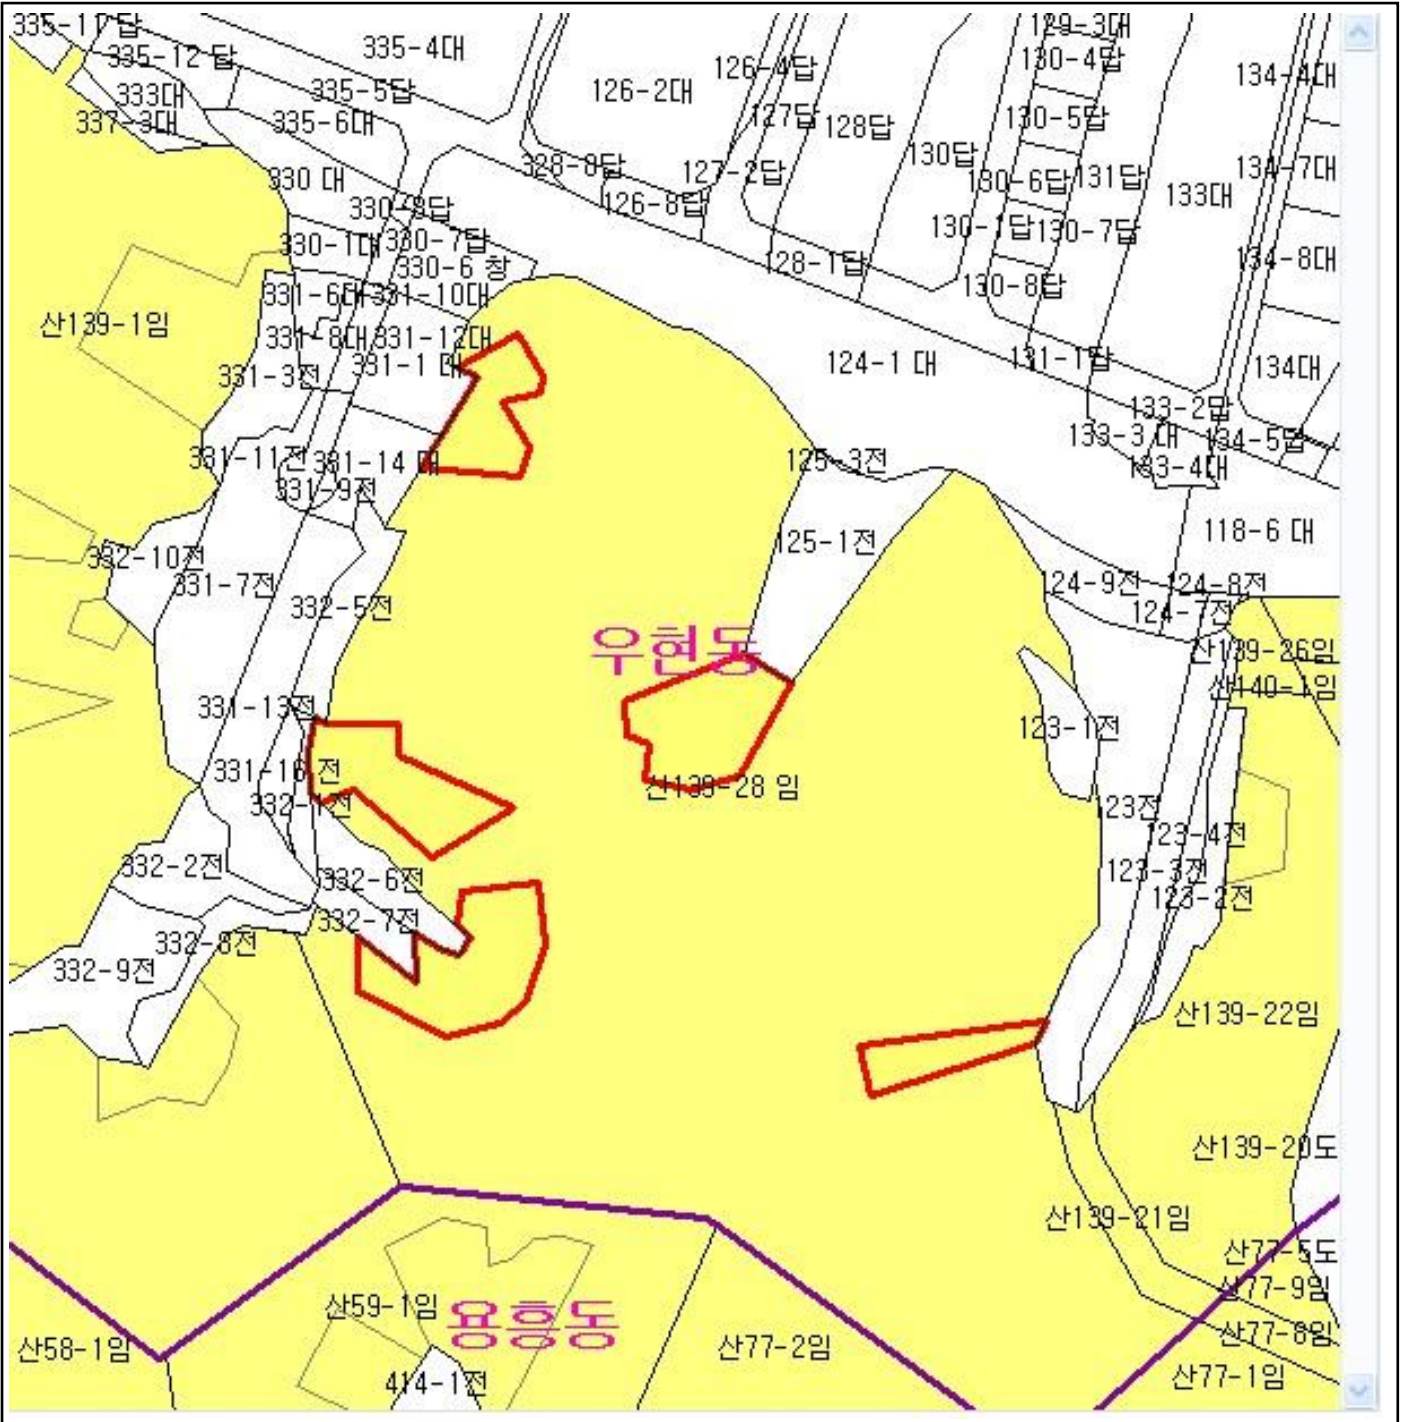 335-11답
129-3대
335-4대
335-12 답
130-4답
126-4답
134-4대
333대
335-5답
126-2대
337-3대
335-6대
127답
128답
130-5답
130답
328-8답
134-7대
127-2답
330 대
130-6답
131답
133대
330-8답
126-8답
130-1답
130-7답
330-1대
330-7답
330-6 창
128-1답
134-8대
331-6대
331-10대
130-8답
산139-1임
331-8대
331-12대
331-1 대
124-1 대
131-1답
134대
331-3전
133-2답
133-3 대
134-5답
331-11전
331-14 대
125-3전
133-4대
331-9전
118-6 대
125-1전
332-10전
331-7전
124-9전
124-8전
332-5전
124-7전
우현동
산139-26임
산140-1임
331-13전
123-1전
331-16 전
산139-28 임
332-1전
123전
123-4전
332-2전
123-3전
332-6전
123-2전
332-7전
332-8전
332-9전
산139-22임
산139-20도
산139-21임
산77-5도
산77-9임
산59-1임
용흥동
산77-8임
산58-1임
산77-2임
414-1전
산77-1임